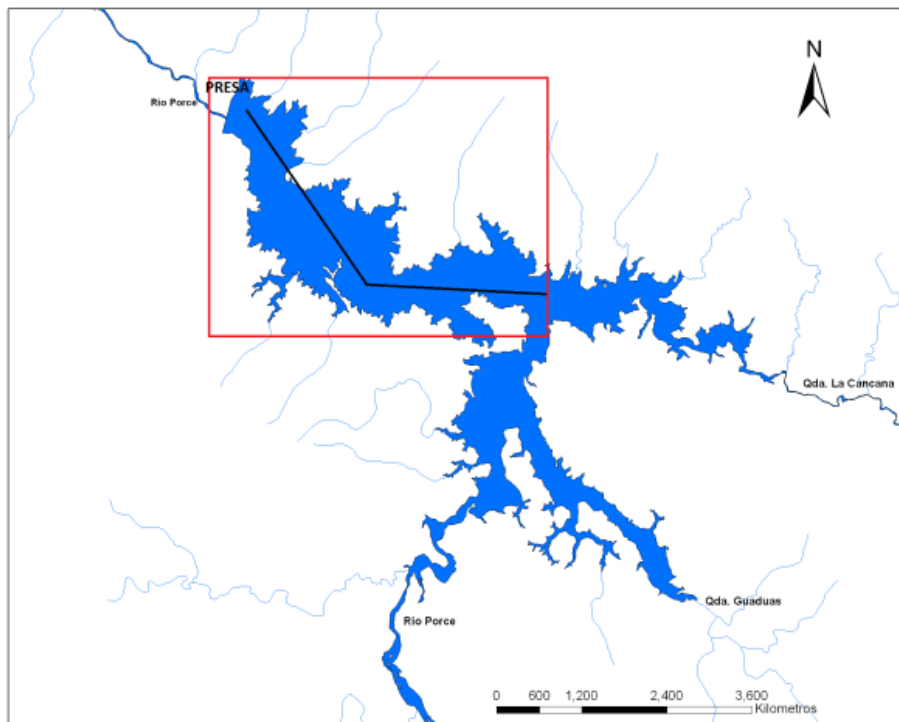 N
PRESA
Rio Porce
Qda. La Cancana
Qda. Guaduas
Rio Porce
0 600 1,200 2,400 3,600
Kilometros